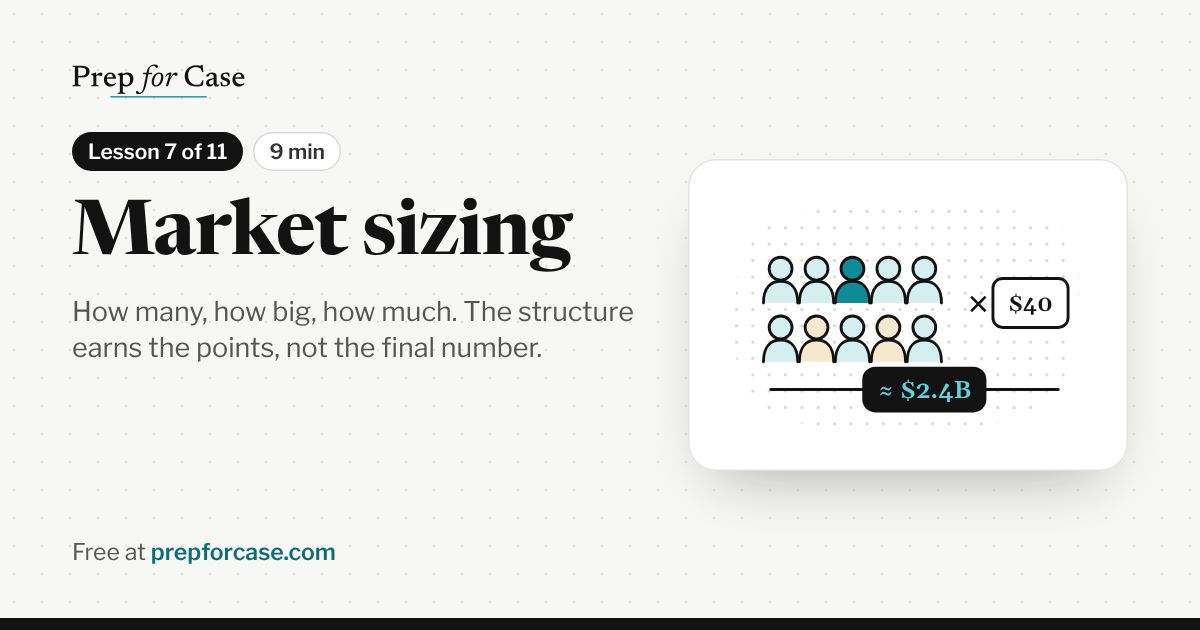 Prep for Case
Lesson 7 of 11
9 min
Market sizing
How many, how big, how much. The structure
earns the points, not the final number.
× $40
≈ $2.4B
Free at prepforcase.com